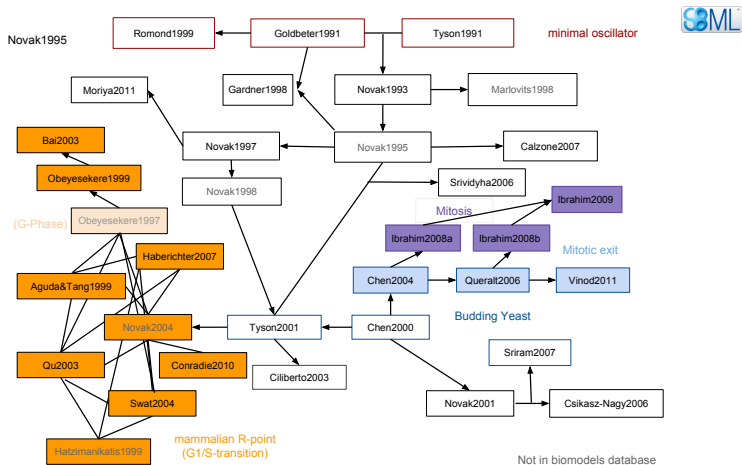 SBML
Novak1995
Romond1999
Goldbeter1991
Tyson1991
minimal oscillator
Moriya2011
Gardner1998
Novak1993
Marlovits1998
Bai2003
Novak1997
Novak1995
Calzone2007
Obeyesekere1999
Novak1998
Srividyha2006
Ibrahim2009
Mitosis
(G-Phase)
Obeyesekere1997
Ibrahim2008a
Ibrahim2008b
Mitotic exit
Haberichter2007
Aguda&Tang1999
Chen2004
Queralt2006
Vinod2011
Budding Yeast
Novak2004
Tyson2001
Chen2000
Sriram2007
Qu2003
Conradie2010
Ciliberto2003
Swat2004
Novak2001
Csikasz-Nagy2006
Hatzimanikatis1999
mammalian R-point
(G1/S-transition)
Not in biomodels database